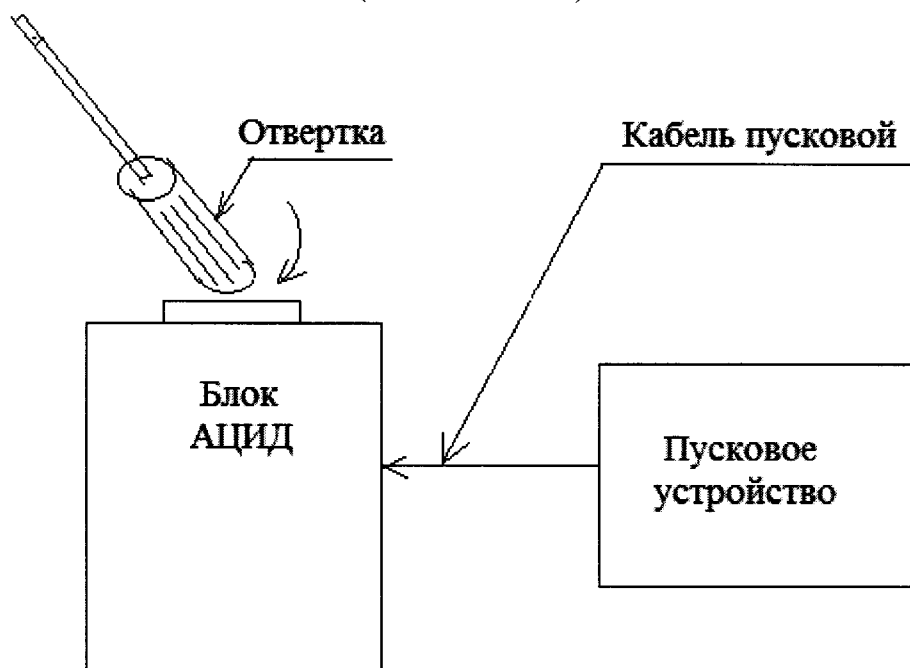 Отвертка
Кабель пусковой
Блок
АЦИД
Пусковое
устройство